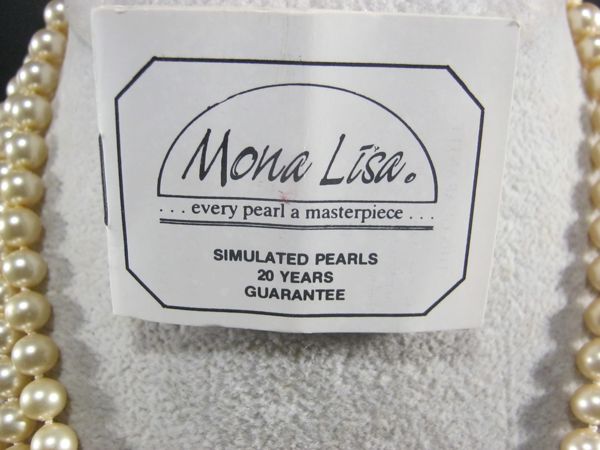 Mona Lisa.
. . . every pearl a masterpiece . . .
SIMULATED PEARLS
20 YEARS
GUARANTEE